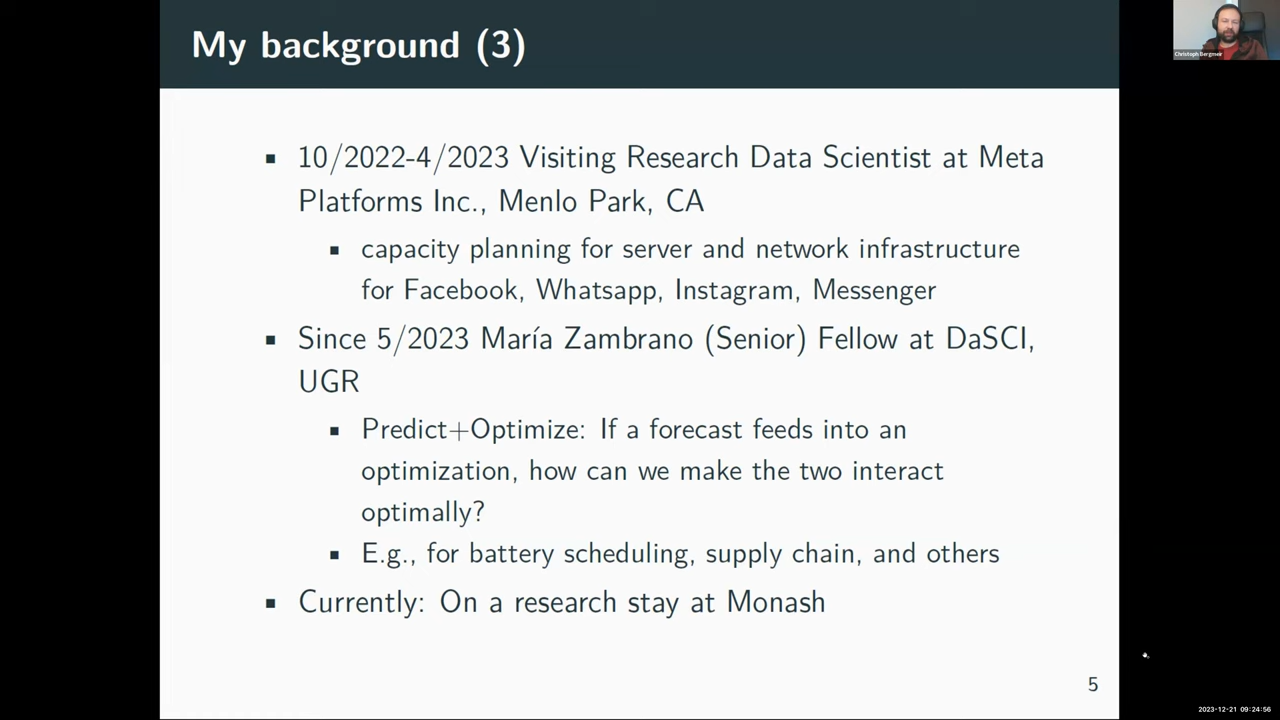 My background (3)
Christoph Bergmeir
▪ 10/2022-4/2023 Visiting Research Data Scientist at Meta
Platforms Inc., Menlo Park, CA
▪ capacity planning for server and network infrastructure
for Facebook, Whatsapp, Instagram, Messenger
▪ Since 5/2023 María Zambrano (Senior) Fellow at DaSCI,
UGR
▪ Predict+Optimize: If a forecast feeds into an
optimization, how can we make the two interact
optimally?
▪ E.g., for battery scheduling, supply chain, and others
▪ Currently: On a research stay at Monash
5
2023-12-21 09:24:56